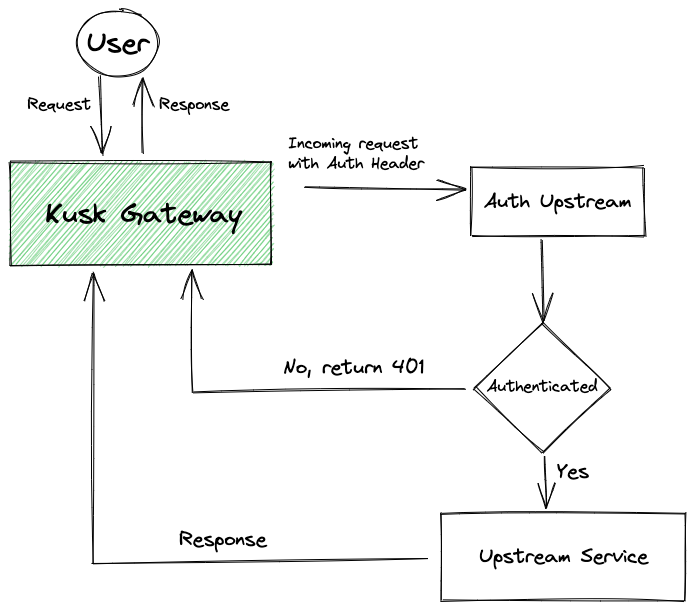 User
Request
Response
Incoming request
with Auth Header
Kusk Gateway
Auth Upstream
No, return 401
Authenticated
Yes
Response
Upstream Service